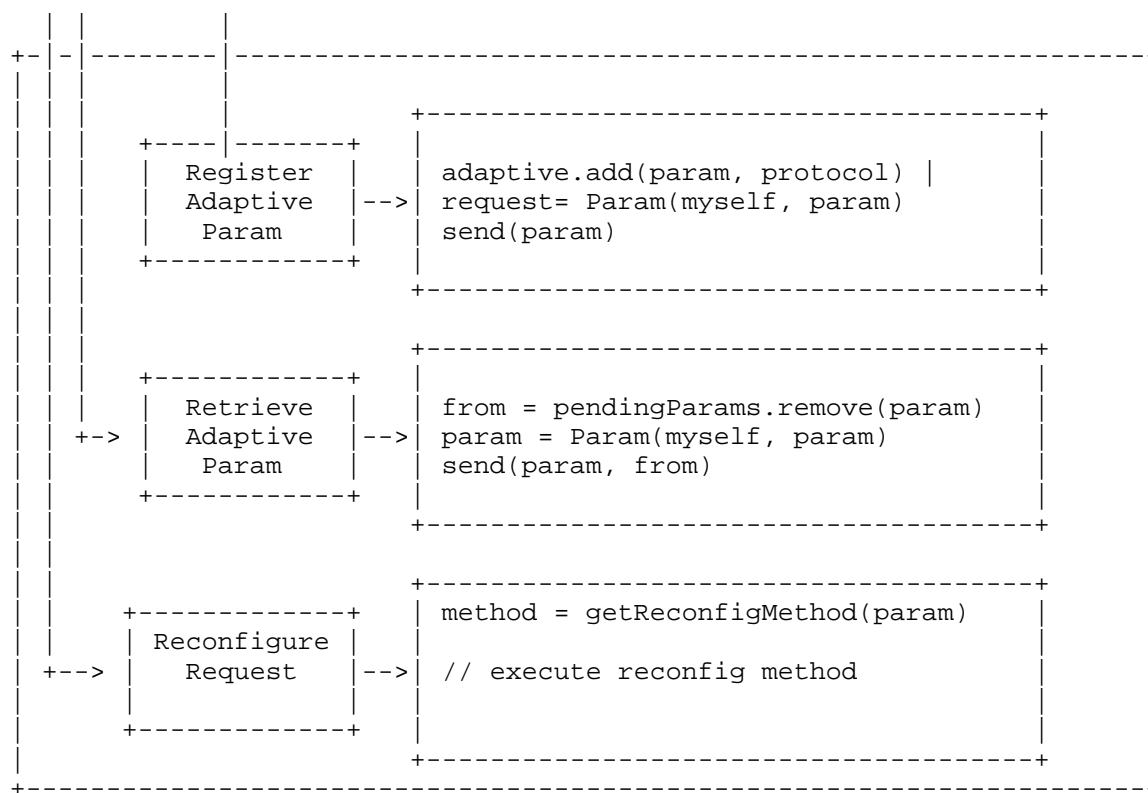 Register
Adaptive
Param
adaptive.add(param, protocol) |
request= Param(myself, param)
send(param)
Retrieve
Adaptive
Param
from = pendingParams.remove(param)
param = Param(myself, param)
send(param, from)
Reconfigure
Request
method = getReconfigMethod(param)
// execute reconfig method